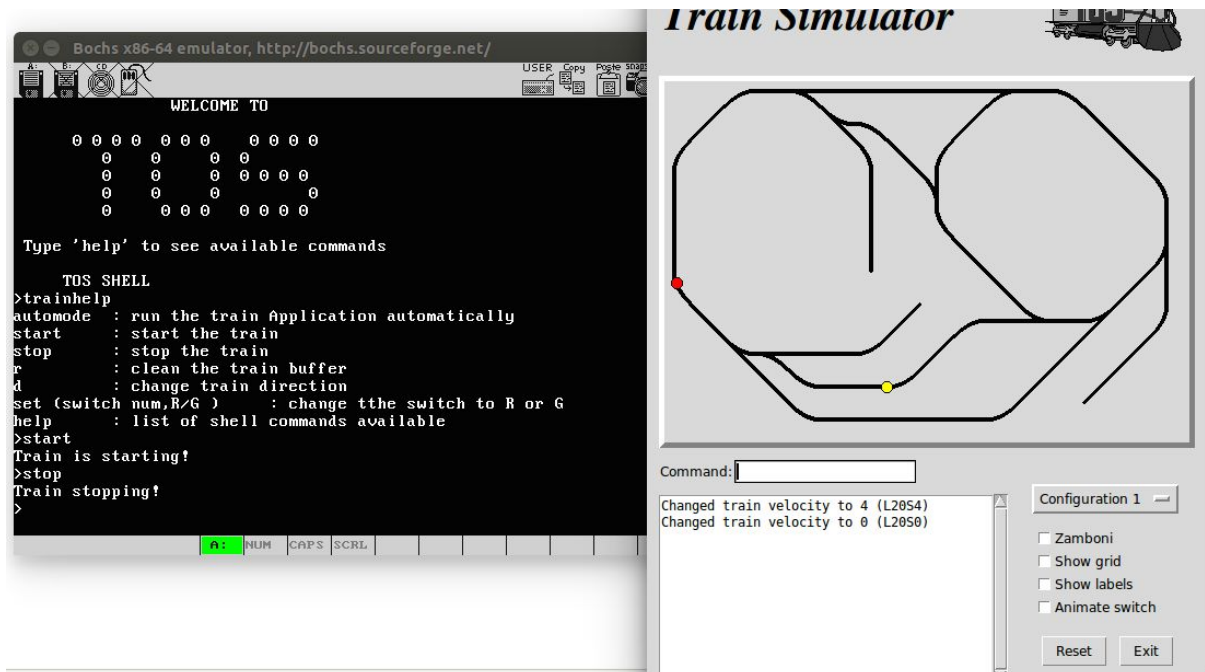 Bochs x86-64 emulator, http://bochs.sourceforge.net/
A: B: CD
USER Copy Paste
WELCOME TO
0 0 0 0 0 0 0 0 0 0 0
0 0 0 0
0 0 0 0 0 0 0
0 0 0 0
0 0 0 0 0 0 0 0
Type 'help' to see available commands
TOS SHELL
>trainhelp
automode : run the train Application automatically
start : start the train
stop : stop the train
r : clean the train buffer
d : change train direction
set (switch num,R/G ) : change tthe switch to R or G
help : list of shell commands available
>start
Train is starting!
>stop
Train stopping!
>
A: NUM CAPS SCRL
Train Simulator
Command:
Changed train velocity to 4 (L20S4)
Changed train velocity to 0 (L20S0)
Configuration 1
Zamboni
Show grid
Show labels
Animate switch
Reset Exit